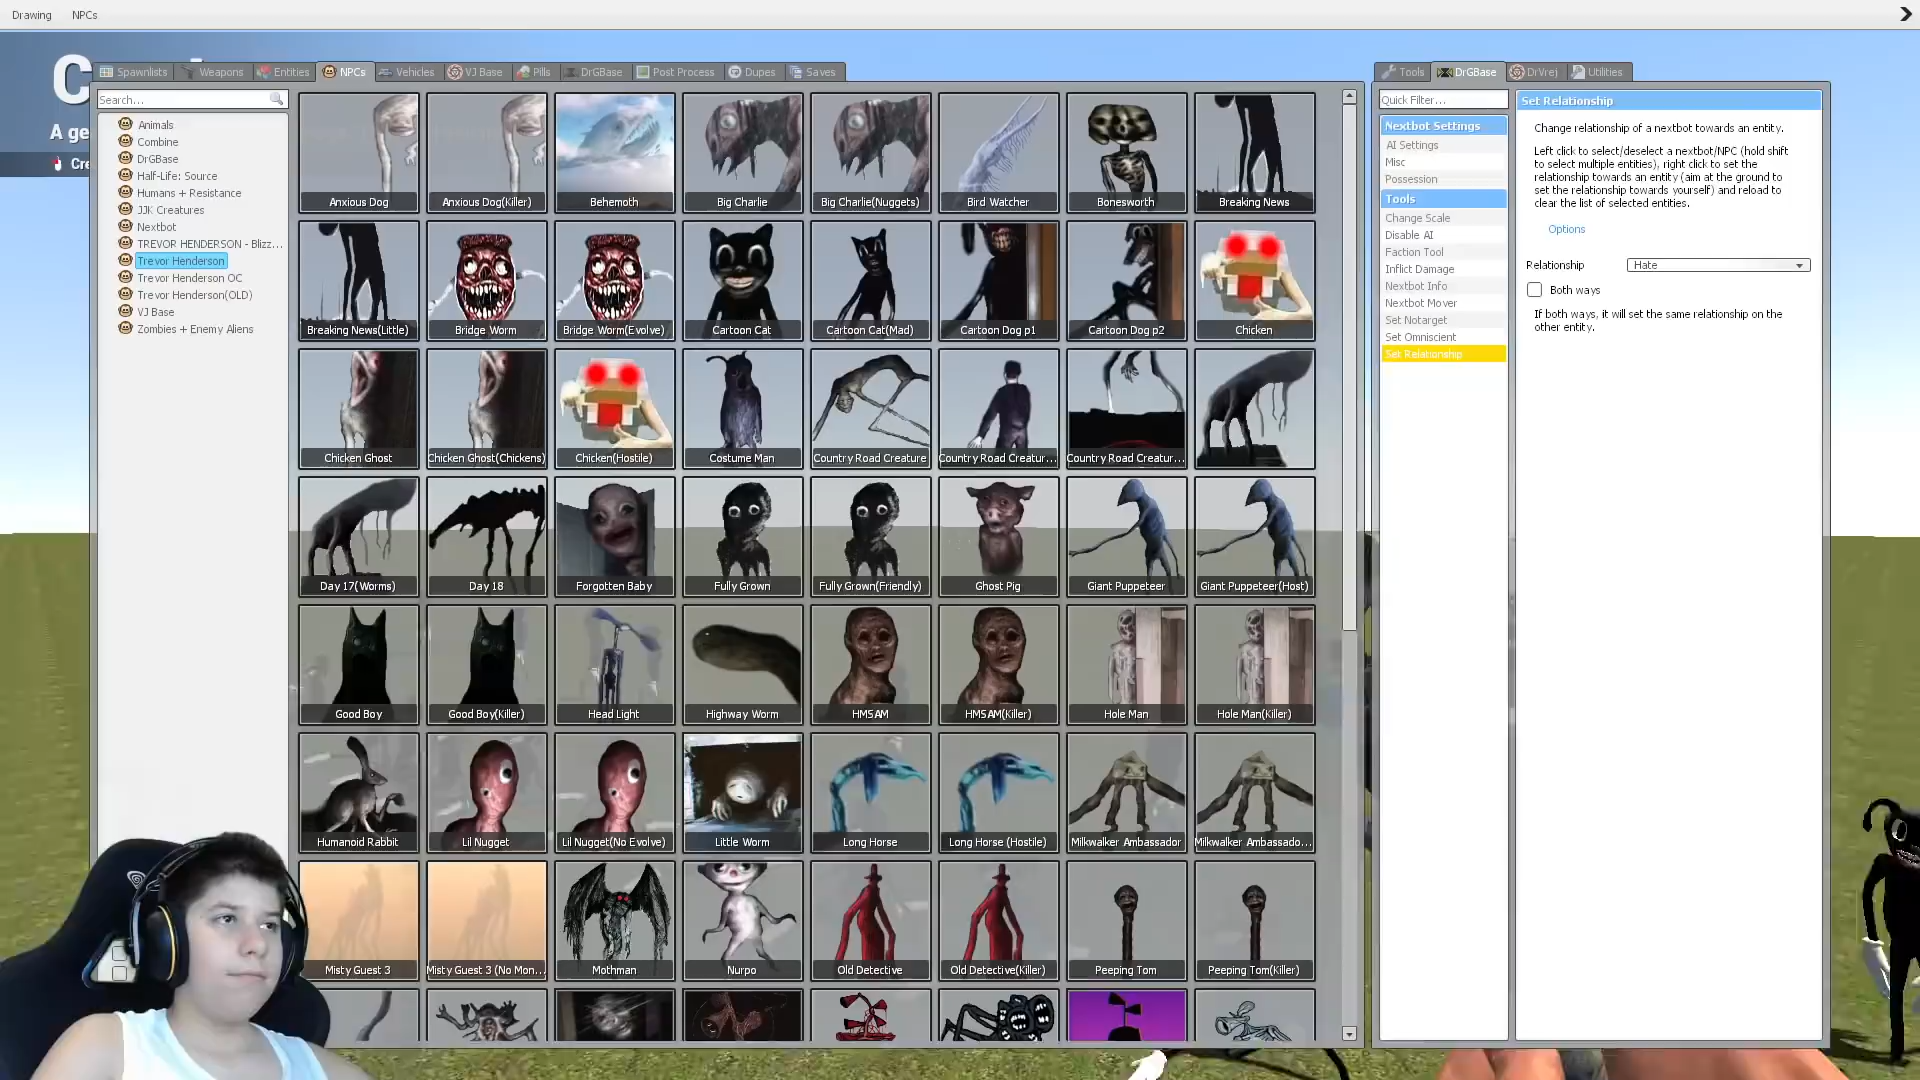 Drawing NPCs
C
A ge
Cre
Spawnlists Weapons Entities NPCs Vehicles VJ Base Pills DrGBase Post Process Dupes Saves
Search...
Animals
Combine
DrGBase
Half-Life: Source
Humans + Resistance
JJK Creatures
Nextbot
TREVOR HENDERSON - Blizz...
Trevor Henderson
Trevor Henderson OC
Trevor Henderson(OLD)
VJ Base
Zombies + Enemy Aliens
Anxious Dog Anxious Dog(Killer) Behemoth Big Charlie Big Charlie(Nuggets) Bird Watcher Bonesworth Breaking News
Breaking News(Little) Bridge Worm Bridge Worm(Evolve) Cartoon Cat Cartoon Cat(Mad) Cartoon Dog p1 Cartoon Dog p2 Chicken
Chicken Ghost Chicken Ghost(Chickens) Chicken(Hostile) Costume Man Country Road Creature Country Road Creatur... Country Road Creatur...
Day 17(Worms) Day 18 Forgotten Baby Fully Grown Fully Grown(Friendly) Ghost Pig Giant Puppeteer Giant Puppeteer(Host)
Good Boy Good Boy(Killer) Head Light Highway Worm HMSAM HMSAM(Killer) Hole Man Hole Man(Killer)
Humanoid Rabbit Lil Nugget Lil Nugget(No Evolve) Little Worm Long Horse Long Horse (Hostile) Milkwalker Ambassador Milkwalker Ambassado...
Misty Guest 3 Misty Guest 3 (No Mon... Mothman Nurpo Old Detective Old Detective(Killer) Peeping Tom Peeping Tom(Killer)
Tools DrGBase DrVrej Utilities
Quick Filter...
Nextbot Settings
AI Settings
Misc
Possession
Tools
Change Scale
Disable AI
Faction Tool
Inflict Damage
Nextbot Info
Nextbot Mover
Set Notarget
Set Omniscient
Set Relationship
Set Relationship
Change relationship of a nextbot towards an entity.
Left click to select/deselect a nextbot/NPC (hold shift
to select multiple entities), right click to set the
relationship towards an entity (aim at the ground to
set the relationship towards yourself) and reload to
clear the list of selected entities.
Options
Relationship Hate
Both ways
If both ways, it will set the same relationship on the
other entity.